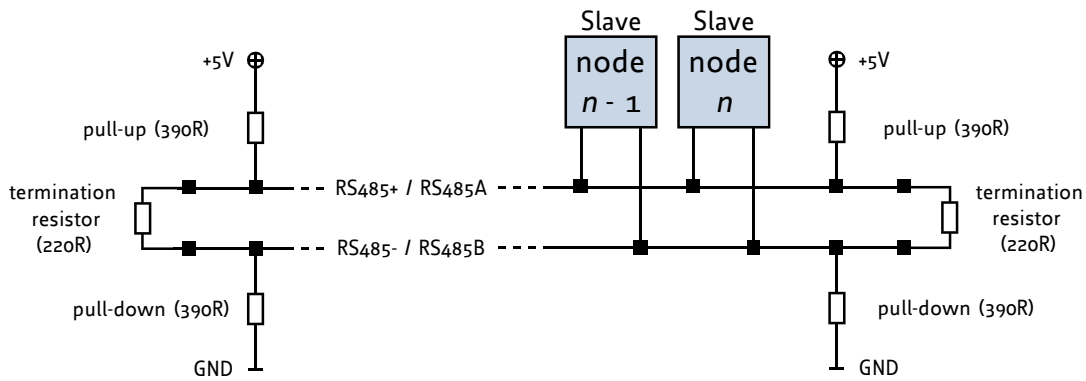 Slave
Slave
node
n - 1
node
n
+5V
+5V
pull-up (390R)
pull-up (390R)
termination
resistor
(220R)
RS485+ / RS485A
termination
resistor
(220R)
RS485- / RS485B
pull-down (390R)
pull-down (390R)
GND
GND